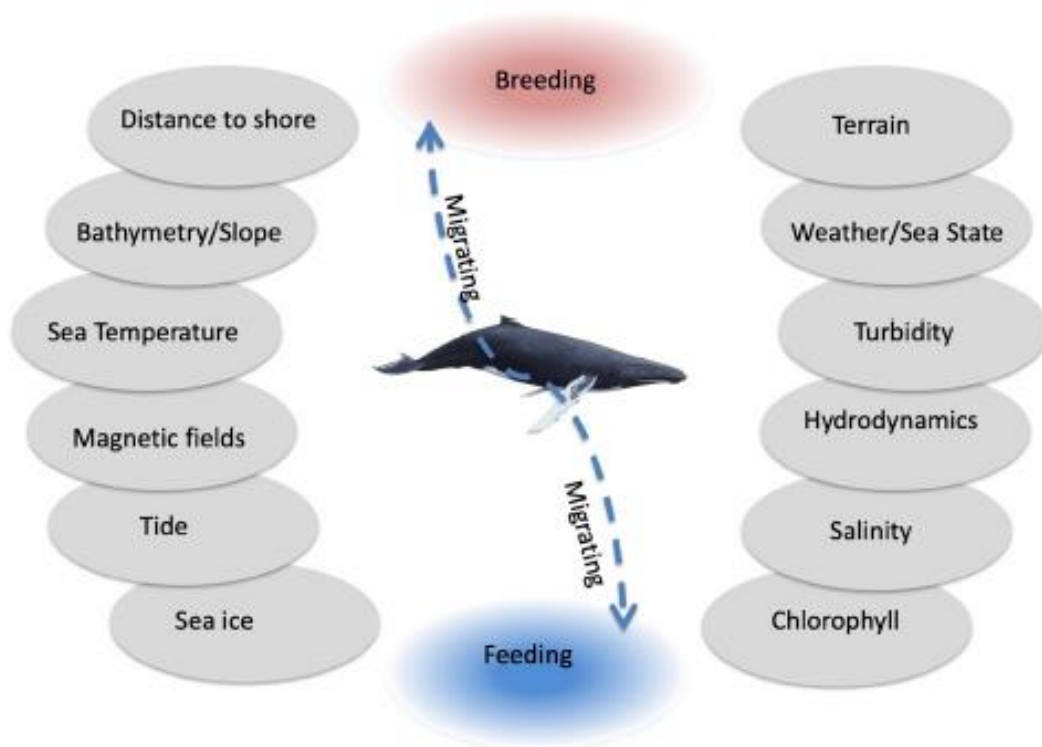 Breeding
Distance to shore
Terrain
Bathymetry/Slope
Migrating
Weather/Sea State
Sea Temperature
Turbidity
Magnetic fields
Hydrodynamics
Migrating
Tide
Salinity
Sea ice
Chlorophyll
Feeding